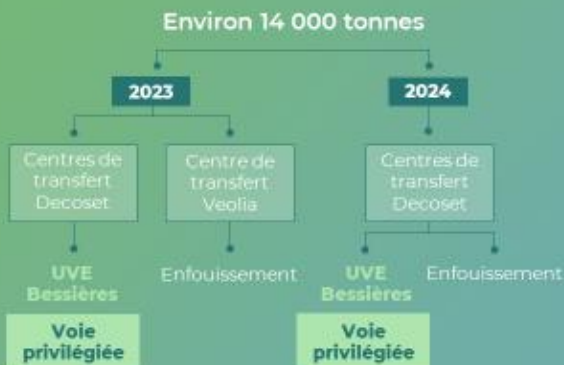 Environ 14 000 tonnes
2023
2024
Centres de
transfert
Decoset
Centre de
transfert
Veolia
Centres de
transfert
Decoset
UVE
Bessières
Enfouissement
UVE
Bessières
Enfouissement
Voie
privilégiée
Voie
privilégiée